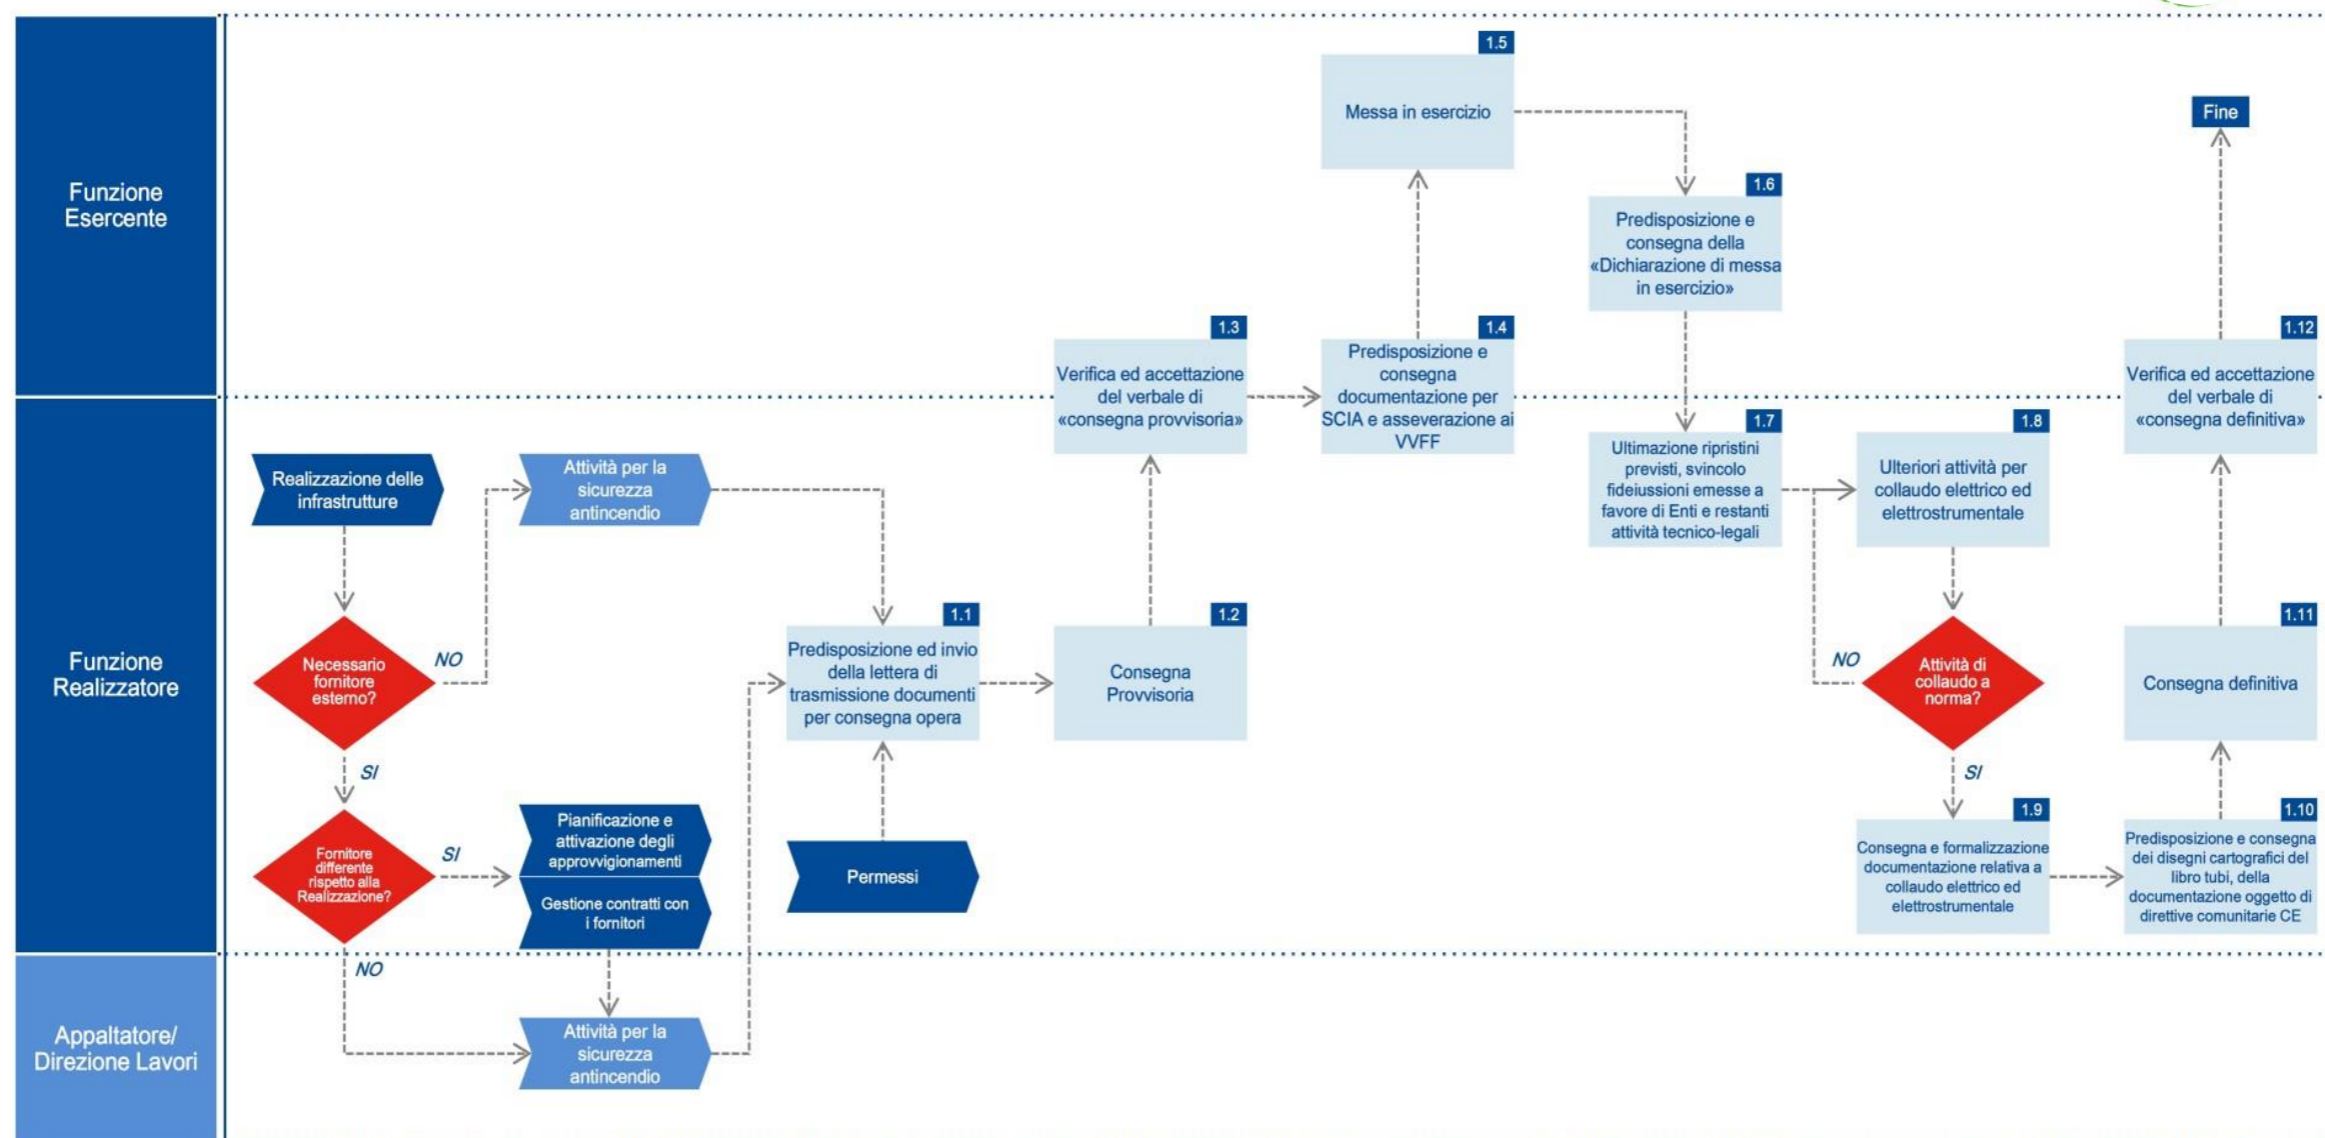 Funzione
Esercente
Funzione
Realizzatore
Appaltatore/
Direzione Lavori
Realizzazione delle
infrastrutture
Necessario
fornitore
esterno?
NO
SI
Fornitore
differente
rispetto alla
Realizzazione?
SI
NO
Attività per la
sicurezza
antincendio
Pianificazione e
attivazione degli
approvvigionamenti
Gestione contratti con
i fornitori
Attività per la
sicurezza
antincendio
1.1
Predisposizione ed invio
della lettera di
trasmissione documenti
per consegna opera
Permessi
1.2
Consegna
Provvisoria
1.3
Verifica ed accettazione
del verbale di
«consegna provvisoria»
1.4
Predisposizione e
consegna
documentazione per
SCIA e asseverazione ai
VVFF
1.5
Messa in esercizio
1.6
Predisposizione e
consegna della
«Dichiarazione di messa
in esercizio»
1.7
Ultimazione ripristini
previsti, svincolo
fideiussioni emesse a
favore di Enti e restanti
attività tecnico-legali
1.8
Ulteriori attività per
collaudo elettrico ed
elettrostrumentale
Attività di
collaudo a
norma?
NO
SI
1.9
Consegna e formalizzazione
documentazione relativa a
collaudo elettrico ed
elettrostrumentale
1.10
Predisposizione e consegna
dei disegni cartografici del
libro tubi, della
documentazione oggetto di
direttive comunitarie CE
1.11
Consegna definitiva
1.12
Verifica ed accettazione
del verbale di
«consegna definitiva»
Fine